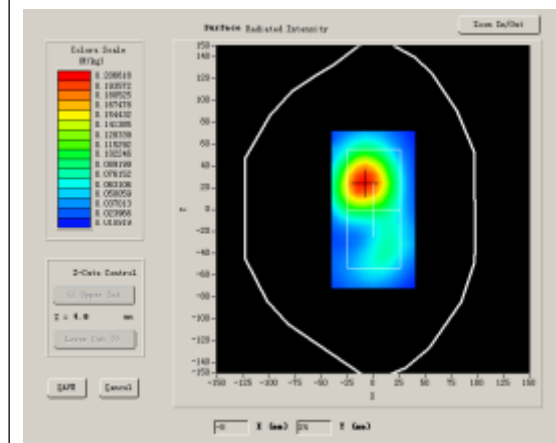 Surface Radiated Intensity
Zoom In/Out
Colors Scale
(W/kg)
0.206619
0.193572
0.180525
0.167478
0.154432
0.141385
0.128338
0.115292
0.102245
0.089199
0.076152
0.063106
0.050059
0.037013
0.023966
150
140
120
100
80
60
40
20
0
-20
-40
-60
-80
-100
-120
-140
-150
-150 -125 -100 -75 -50 -25 0 25 50 75 100 125 150
Z-Cuts Control
<< Upper Cut
Z = 4.0 mm
Lower Cut >>
SAVE
Cancel
X (mm)
Y (mm)